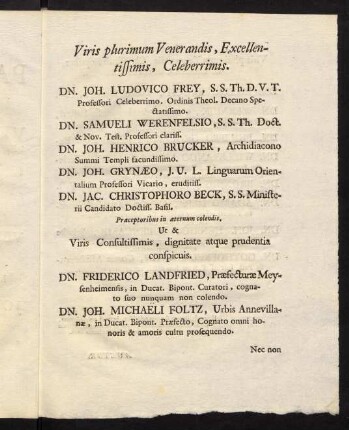 Viris plurimum Venerandis, Excellen-
tissimis, Celeberrimis.
DN. JOH. LUDOVICO FREY, S. S. Th. D. V. T.
Professori Celeberrimo. Ordinis Theol. Decano Spe-
ctatissimo.
DN. SAMUELI WERENFELSIO, S. S. Th. Doct.
& Nov. Test. Professori clariss.
DN. JOH. HENRICO BRUCKER, Archidiacono
Summi Templi facundissimo.
DN. JOH. GRYNÆO, J. U. L. Linguarum Orien-
talium Professori Vicario, eruditiss.
DN. JAC. CHRISTOPHORO BECK, S. S. Ministe-
rii Candidato Doctiss. Basil.
Præceptoribus in æternum colendis,
Ut &
Viris Consultissimis, dignitate atque prudentia
conspicuis.
DN. FRIDERICO LANDFRIED, Præfecturæ Mey-
senheimensis, in Ducat. Bipont. Curatori, cogna-
to suo nunquam non colendo.
DN. JOH. MICHAELI FOLTZ, Urbis Annevilla-
næ, in Ducat. Bipont. Præfecto, Cognato omni ho-
noris & amoris cultu prosequendo.
Nec non